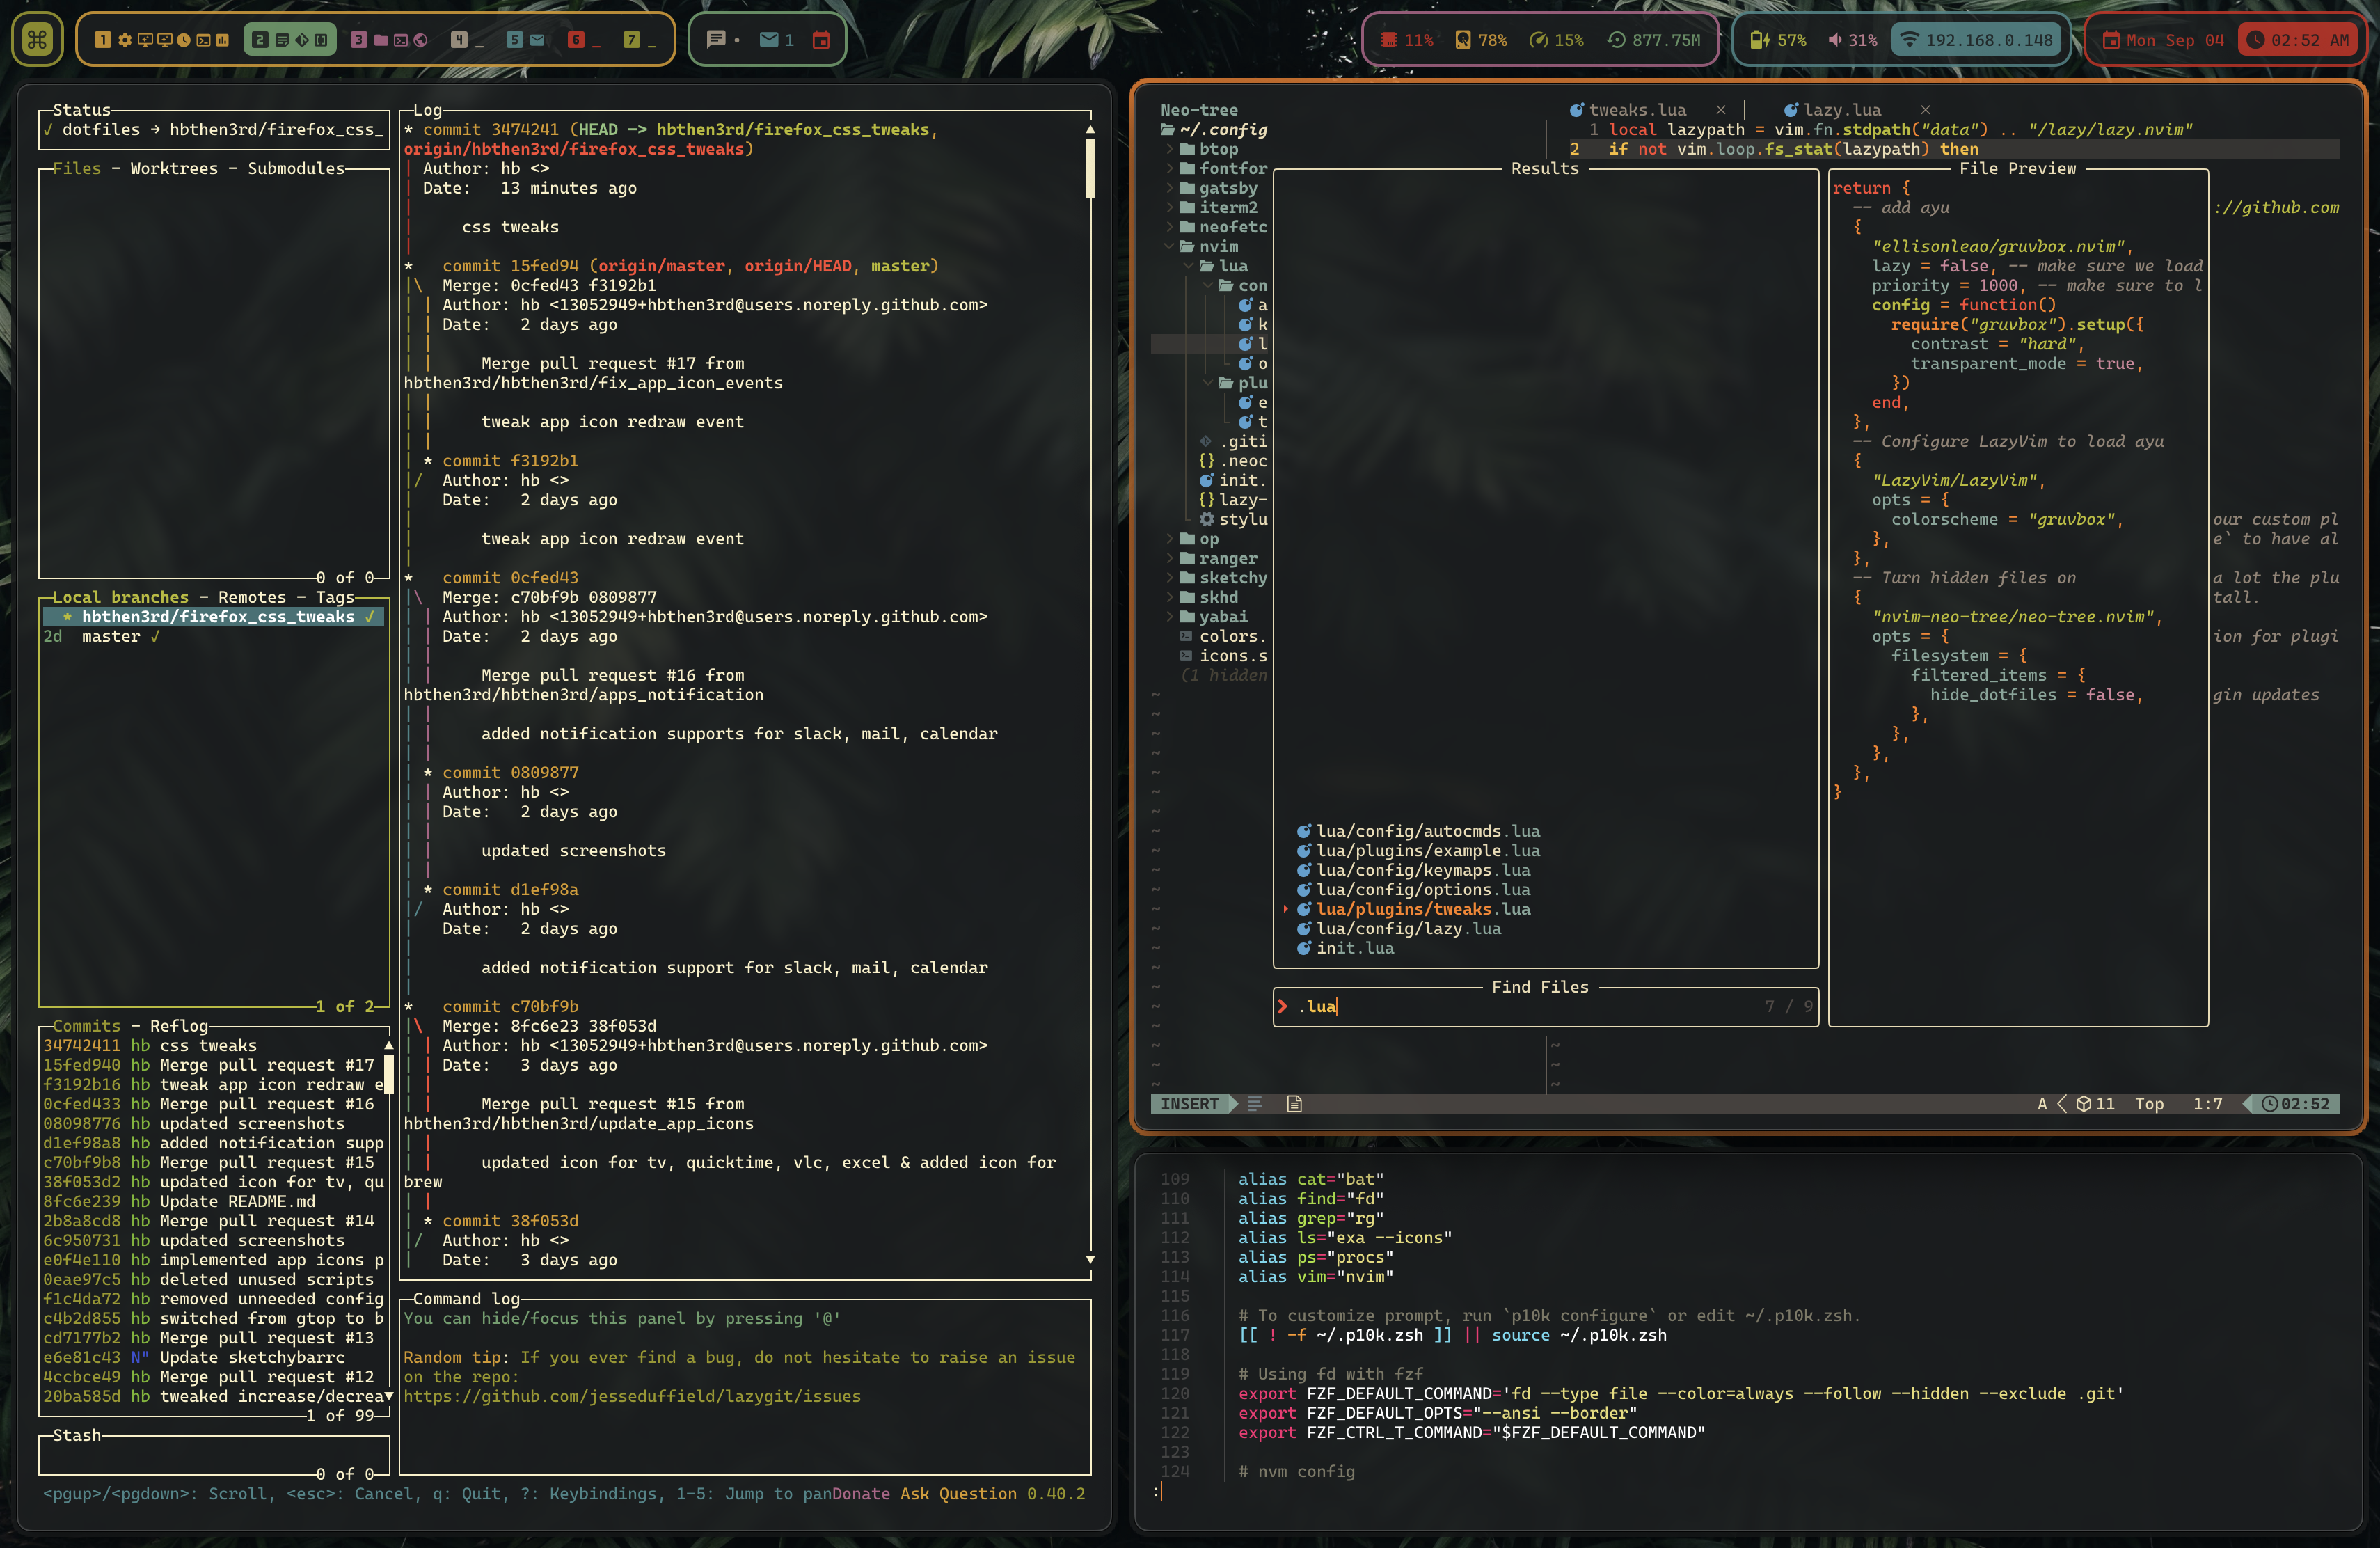 1 2 3 4 _ 5 6 _ 7 _ • 1 11% 78% 15% 877.75M 57% 31% 192.168.0.148 Mon Sep 04 02:52 AM
Status
✓ dotfiles → hbthen3rd/firefox_css_
Files - Worktrees - Submodules
0 of 0
Local branches - Remotes - Tags
* hbthen3rd/firefox_css_tweaks ✓
2d master ✓
1 of 2
Commits - Reflog
34742411 hb css tweaks
15fed940 hb Merge pull request #17
f3192b16 hb tweak app icon redraw e
0cfed433 hb Merge pull request #16
08098776 hb updated screenshots
d1ef98a8 hb added notification supp
c70bf9b8 hb Merge pull request #15
38f053d2 hb updated icon for tv, qu
8fc6e239 hb Update README.md
2b8a8cd8 hb Merge pull request #14
6c950731 hb updated screenshots
e0f4e110 hb implemented app icons p
0eae97c5 hb deleted unused scripts
f1c4da72 hb removed unneeded config
c4b2d855 hb switched from gtop to b
cd7177b2 hb Merge pull request #13
e6e81c43 N" Update sketchybarrc
4ccbce49 hb Merge pull request #12
20ba585d hb tweaked increase/decrea
1 of 99
Stash
0 of 0
Log
* commit 3474241 (HEAD -> hbthen3rd/firefox_css_tweaks,
origin/hbthen3rd/firefox_css_tweaks)
| Author: hb <>
| Date:   13 minutes ago
|
|     css tweaks
|
*   commit 15fed94 (origin/master, origin/HEAD, master)
|\  Merge: 0cfed43 f3192b1
| | Author: hb <13052949+hbthen3rd@users.noreply.github.com>
| | Date:   2 days ago
| |
| |     Merge pull request #17 from
hbthen3rd/hbthen3rd/fix_app_icon_events
| |
| |     tweak app icon redraw event
| |
| * commit f3192b1
|/  Author: hb <>
|   Date:   2 days ago
|
|       tweak app icon redraw event
|
*   commit 0cfed43
|\  Merge: c70bf9b 0809877
| | Author: hb <13052949+hbthen3rd@users.noreply.github.com>
| | Date:   2 days ago
| |
| |     Merge pull request #16 from
hbthen3rd/hbthen3rd/apps_notification
| |
| |     added notification supports for slack, mail, calendar
| |
| * commit 0809877
| | Author: hb <>
| | Date:   2 days ago
| |
| |     updated screenshots
| |
| * commit d1ef98a
|/  Author: hb <>
|   Date:   2 days ago
|
|       added notification support for slack, mail, calendar
|
*   commit c70bf9b
|\  Merge: 8fc6e23 38f053d
| | Author: hb <13052949+hbthen3rd@users.noreply.github.com>
| | Date:   3 days ago
| |
| |     Merge pull request #15 from
hbthen3rd/hbthen3rd/update_app_icons
| |
| |     updated icon for tv, quicktime, vlc, excel & added icon for
brew
| |
| * commit 38f053d
|/  Author: hb <>
|   Date:   3 days ago
Command log
You can hide/focus this panel by pressing '@'
Random tip: If you ever find a bug, do not hesitate to raise an issue
on the repo:
https://github.com/jesseduffield/lazygit/issues
<pgup>/<pgdown>: Scroll, <esc>: Cancel, q: Quit, ?: Keybindings, 1-5: Jump to panDonate Ask Question 0.40.2
Neo-tree
~/.config
btop
fontfor
gatsby
iterm2
neofetc
nvim
lua
con
a
k
l
o
plu
e
t
.giti
{} .neoc
init.
{} lazy-
stylu
op
ranger
sketchy
skhd
yabai
colors.
icons.s
(1 hidden
tweaks.lua × lazy.lua ×
1 local lazypath = vim.fn.stdpath("data") .. "/lazy/lazy.nvim"
2 if not vim.loop.fs_stat(lazypath) then
://github.com
our custom pl
e` to have al
a lot the plu
tall.
ion for plugi
gin updates
Results
lua/config/autocmds.lua
lua/plugins/example.lua
lua/config/keymaps.lua
lua/config/options.lua
lua/plugins/tweaks.lua
lua/config/lazy.lua
init.lua
Find Files
> .lua 7 / 9
File Preview
return {
  -- add ayu
  {
    "ellisonleao/gruvbox.nvim",
    lazy = false, -- make sure we load
    priority = 1000, -- make sure to l
    config = function()
      require("gruvbox").setup({
        contrast = "hard",
        transparent_mode = true,
      })
    end,
  },
  -- Configure LazyVim to load ayu
  {
    "LazyVim/LazyVim",
    opts = {
      colorscheme = "gruvbox",
    },
  },
  -- Turn hidden files on
  {
    "nvim-neo-tree/neo-tree.nvim",
    opts = {
      filesystem = {
        filtered_items = {
          hide_dotfiles = false,
        },
      },
    },
  },
}
INSERT A < 11 Top 1:7 02:52
109 alias cat="bat"
110 alias find="fd"
111 alias grep="rg"
112 alias ls="exa --icons"
113 alias ps="procs"
114 alias vim="nvim"
115
116 # To customize prompt, run `p10k configure` or edit ~/.p10k.zsh.
117 [[ ! -f ~/.p10k.zsh ]] || source ~/.p10k.zsh
118
119 # Using fd with fzf
120 export FZF_DEFAULT_COMMAND='fd --type file --color=always --follow --hidden --exclude .git'
121 export FZF_DEFAULT_OPTS="--ansi --border"
122 export FZF_CTRL_T_COMMAND="$FZF_DEFAULT_COMMAND"
123
124 # nvm config
: